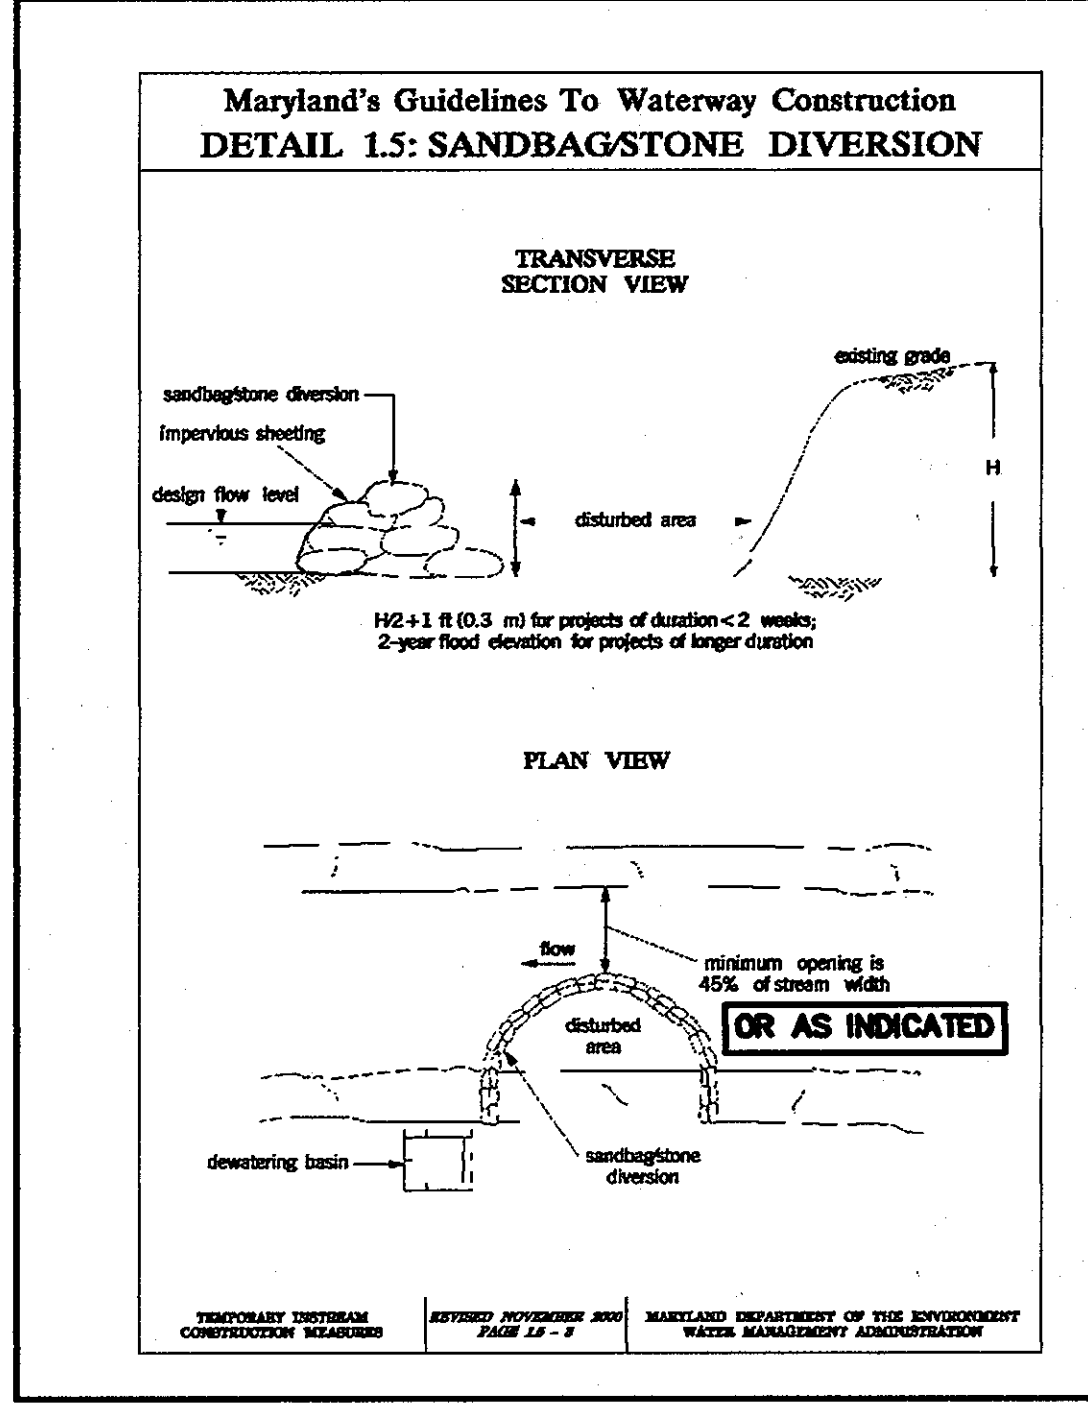 Maryland's Guidelines To Waterway Construction
DETAIL 1.5: SANDBAG/STONE DIVERSION
TRANSVERSE
SECTION VIEW
existing grade
sandbag/stone diversion
impervious sheeting
H
design flow level
disturbed area
H/2+1 ft (0.3 m) for projects of duration < 2 weeks;
2-year flood elevation for projects of longer duration
PLAN VIEW
flow
minimum opening is
45% of stream width
OR AS INDICATED
disturbed
area
dewatering basin
sandbag/stone
diversion
TEMPORARY INSTREAM
CONSTRUCTION MEASURES
REVISED NOVEMBER 2000
PAGE 1.5 - 3
MARYLAND DEPARTMENT OF THE ENVIRONMENT
WATER MANAGEMENT ADMINISTRATION